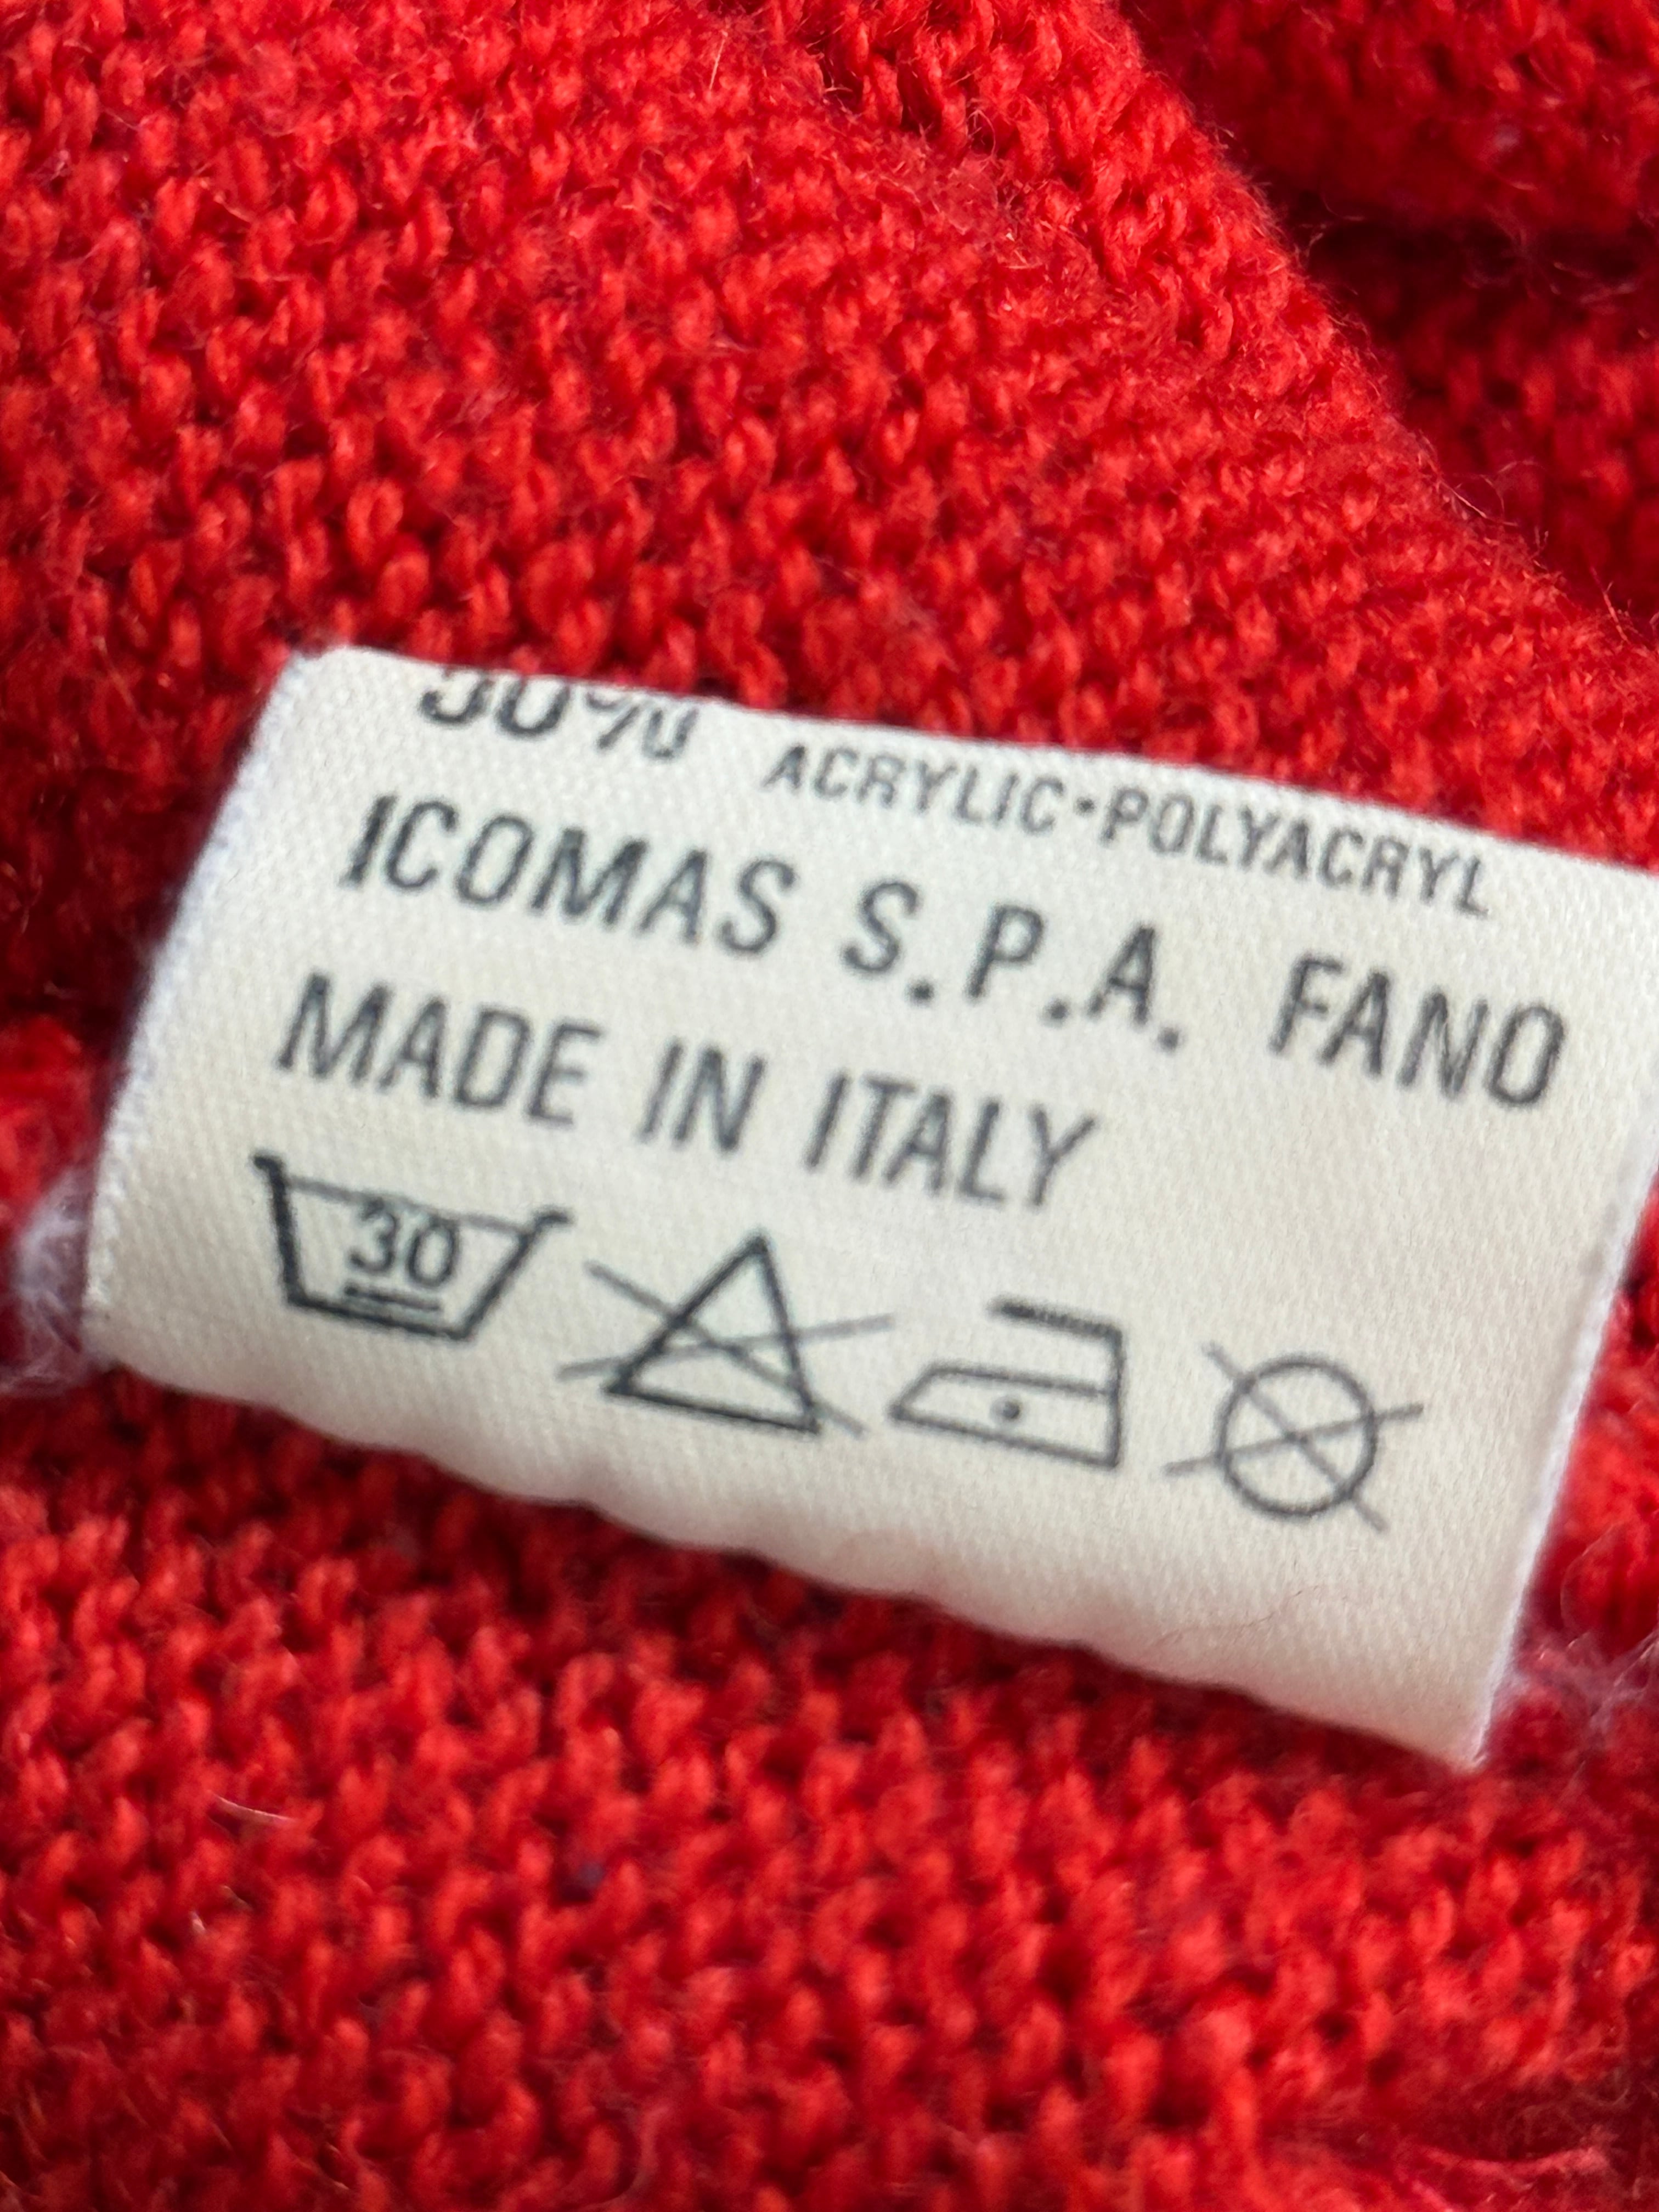 ACRYLIC•POLYACRYL
ICOMAS S.P.A. FANO
MADE IN ITALY
30